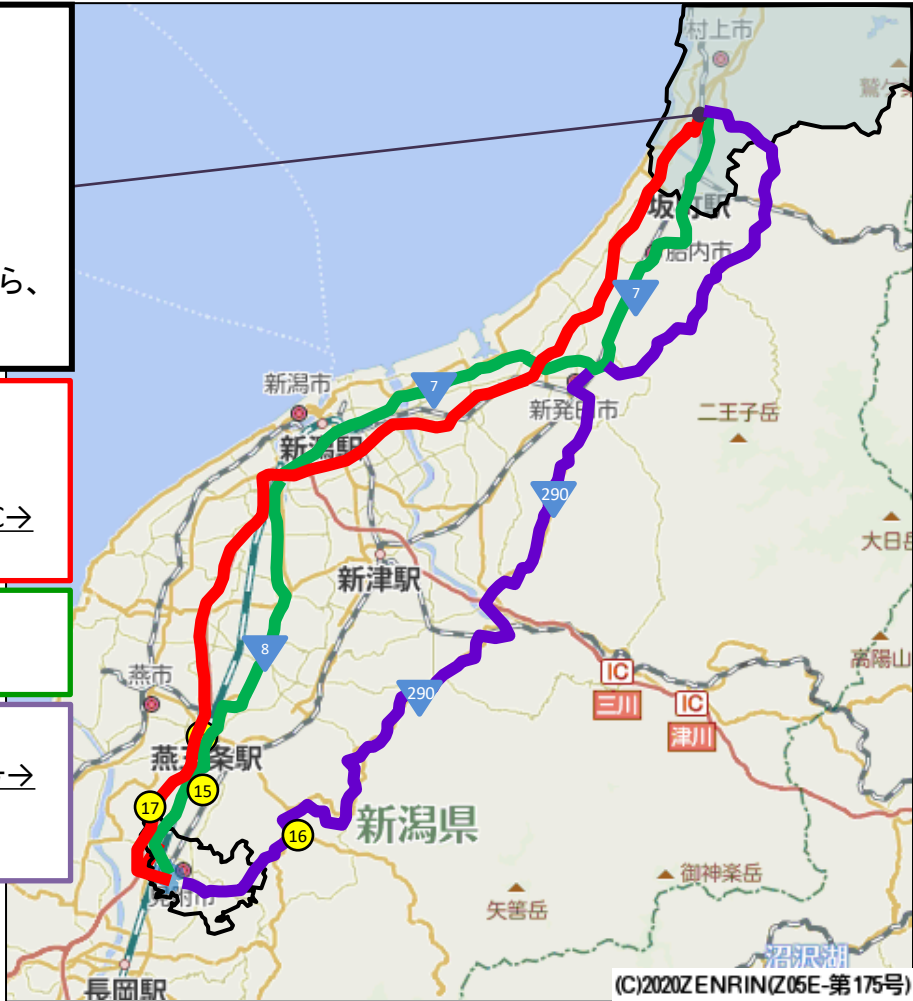 ら、
→
→
村上市
坂町駅
胎内市
7
新潟市
7
新潟駅
新発田市
二王子岳
290
大日岳
新津駅
8
高陽山
燕市
IC
三川
IC
津川
290
燕三条駅
15
17
16
新潟県
御神楽岳
矢筈岳
見附市
沼沢湖
長岡駅
(C)2020ZENRIN(Z05E-第175号)